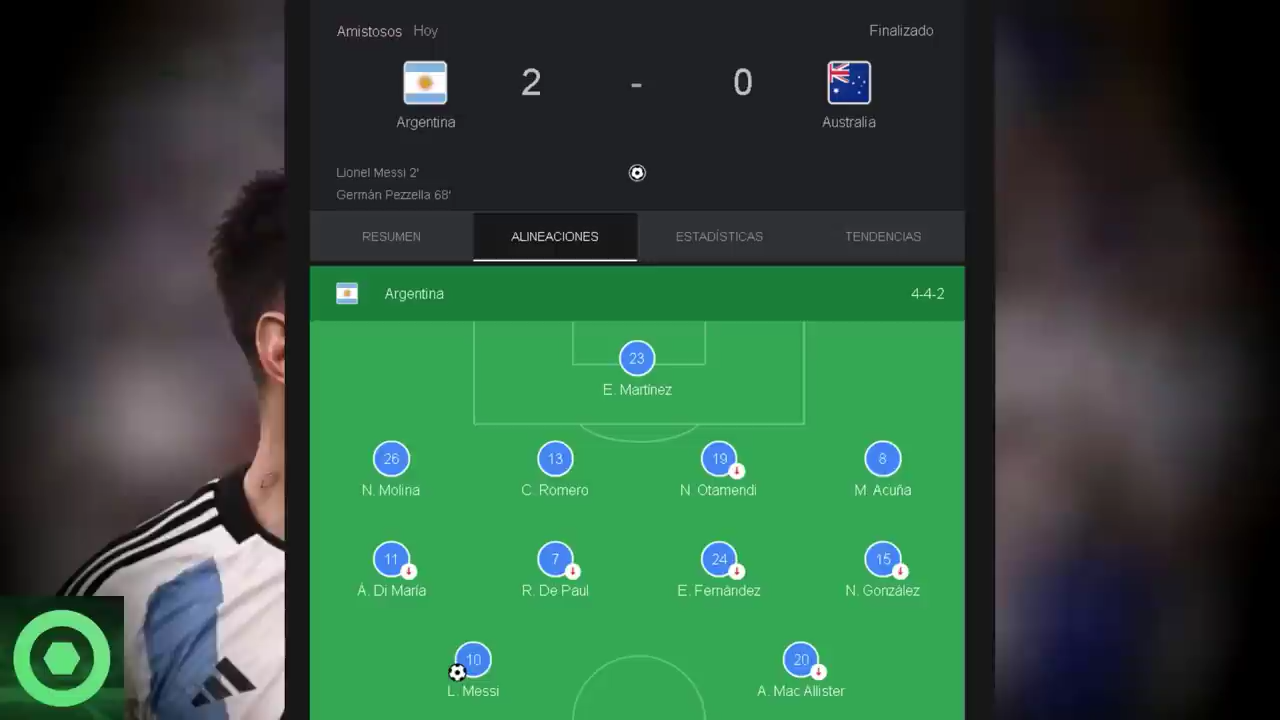 Amistosos Hoy Finalizado
2 - 0
Argentina Australia
Lionel Messi 2'
Germán Pezzella 68'
RESUMEN ALINEACIONES ESTADÍSTICAS TENDENCIAS
Argentina 4-4-2
23
E. Martínez
26 13 19 8
N. Molina C. Romero N. Otamendi M. Acuña
11 7 24 15
Á. Di María R. De Paul E. Fernández N. González
10 20
L. Messi A. Mac Allister